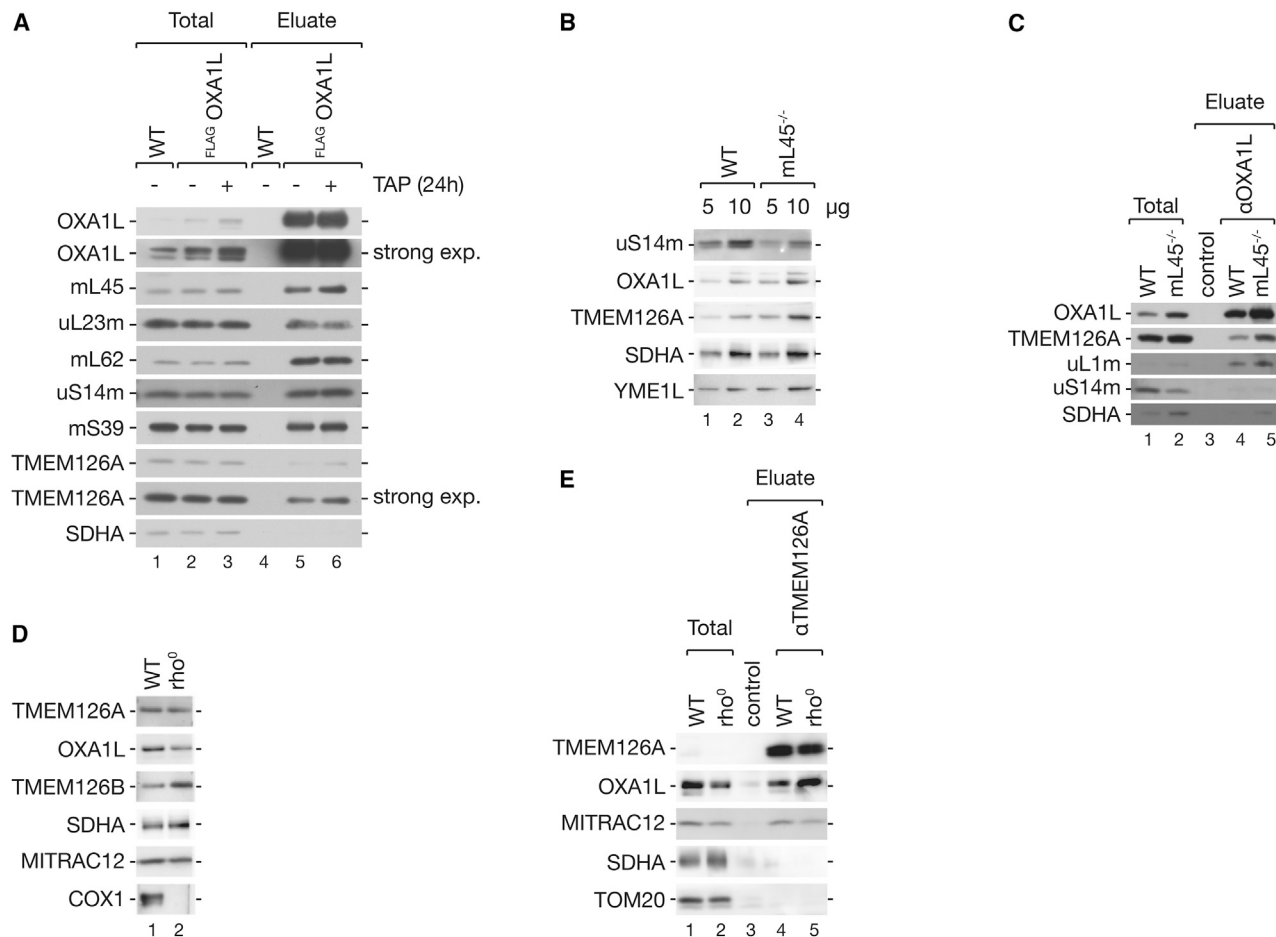 A
Total Eluate
WT FLAG OXA1L WT FLAG OXA1L
- - + - - + TAP (24h)
OXA1L
OXA1L strong exp.
mL45
uL23m
mL62
uS14m
mS39
TMEM126A
TMEM126A strong exp.
SDHA
1 2 3 4 5 6
B
WT mL45-/-
5 10 5 10 µg
uS14m
OXA1L
TMEM126A
SDHA
YME1L
1 2 3 4
C
Eluate
Total αOXA1L
WT mL45-/- control WT mL45-/-
OXA1L
TMEM126A
uL1m
uS14m
SDHA
1 2 3 4 5
D
WT rho0
TMEM126A
OXA1L
TMEM126B
SDHA
MITRAC12
COX1
1 2
E
Eluate
Total αTMEM126A
WT rho0 control WT rho0
TMEM126A
OXA1L
MITRAC12
SDHA
TOM20
1 2 3 4 5